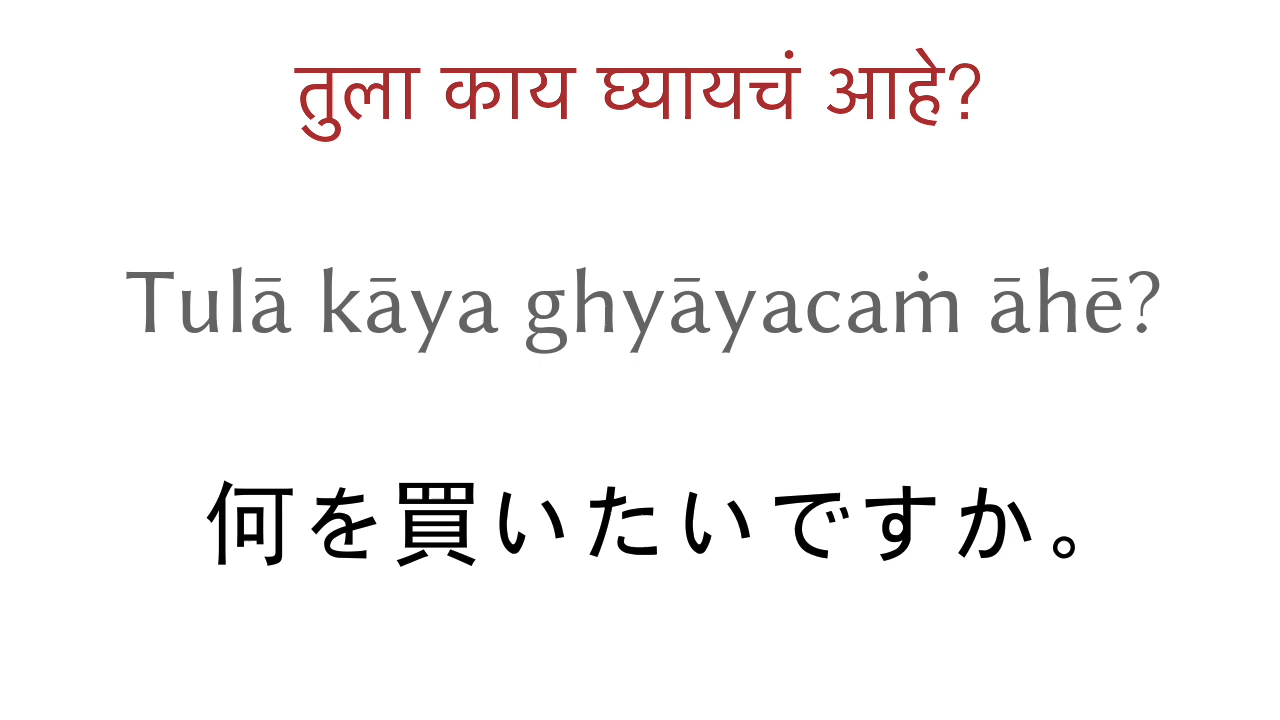 तुला काय घ्यायचं आहे?
Tulā kāya ghyāyacaṁ āhē?
何を買いたいですか。